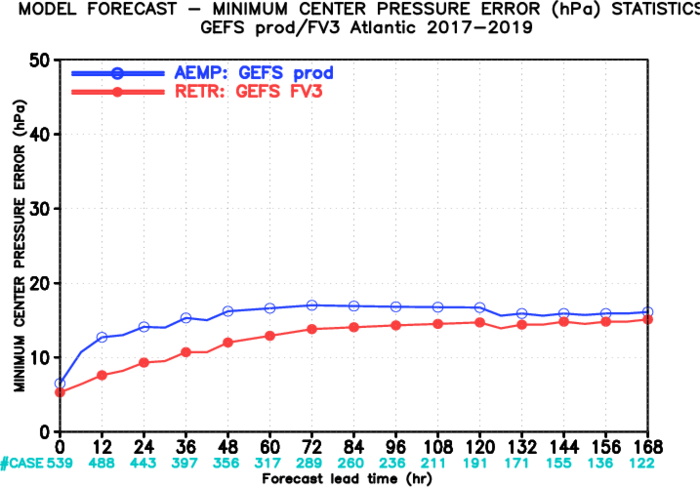 MODEL FORECAST – MINIMUM CENTER PRESSURE ERROR (hPa) STATISTICS
GEFS prod/FV3 Atlantic 2017–2019
AEMP: GEFS prod
RETR: GEFS FV3
MINIMUM CENTER PRESSURE ERROR (hPa)
50
40
30
20
10
0
0 12 24 36 48 60 72 84 96 108 120 132 144 156 168
#CASE 539 488 443 397 356 317 289 260 236 211 191 171 155 136 122
Forecast lead time (hr)